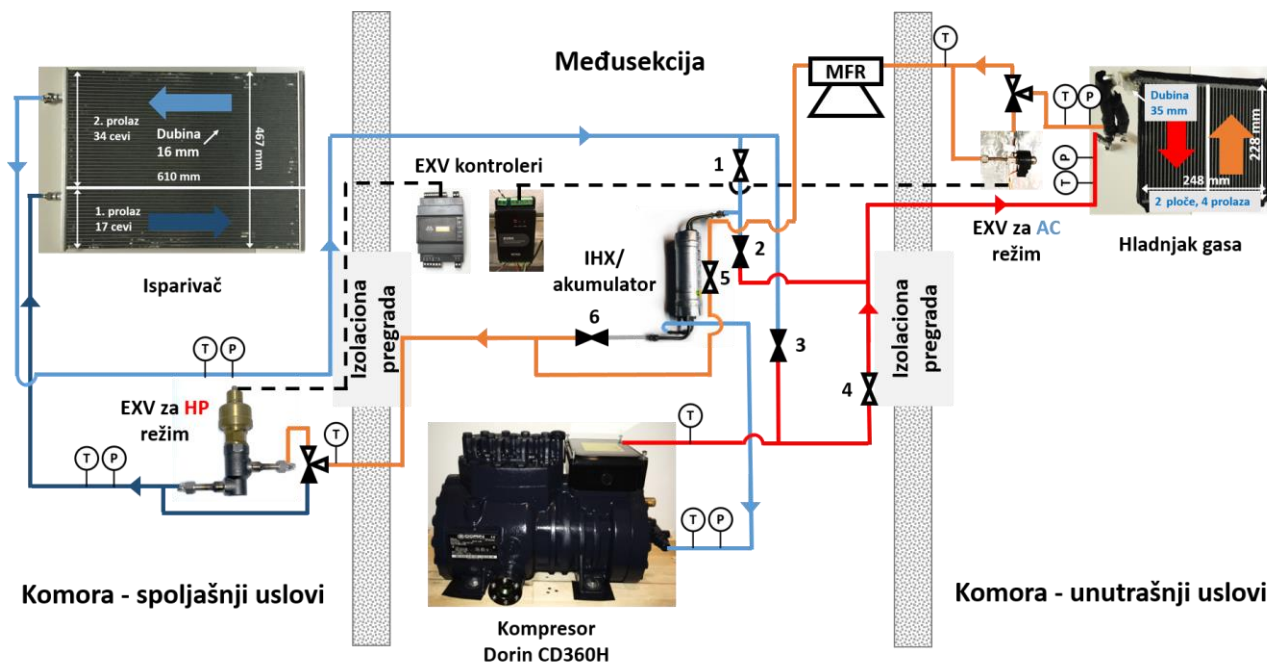 Međusekcija
MFR
T
T
P
P
T
Dubina
35 mm
228 mm
248 mm
2 ploče, 4 prolaza
EXV za AC
režim
Hladnjak gasa
2. prolaz
34 cevi
Dubina
16 mm
467 mm
610 mm
1. prolaz
17 cevi
Isparivač
EXV kontroleri
1
2
IHX/
akumulator
5
6
3
4
Izolaciona
pregrada
Izolaciona
pregrada
T
P
EXV za HP
režim
T
T
P
T
T
P
Komora - spoljašnji uslovi
Komora - unutrašnji uslovi
Kompresor
Dorin CD360H